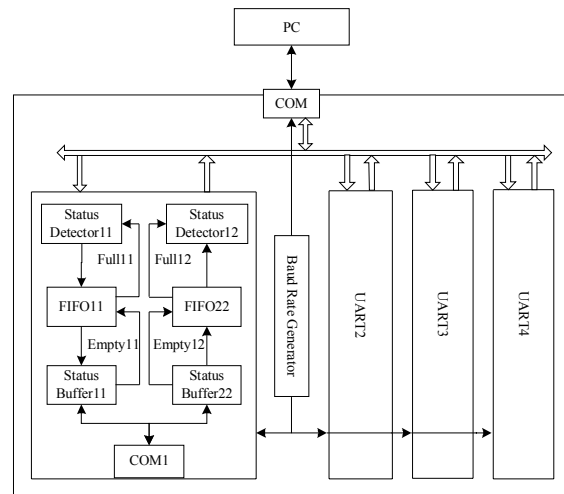 PC
COM
Status
Detector11
Status
Detector12
Full11
Full12
FIFO11
FIFO22
Empty11
Empty12
Status
Buffer11
Status
Buffer22
COM1
Baud Rate Generator
UART2
UART3
UART4